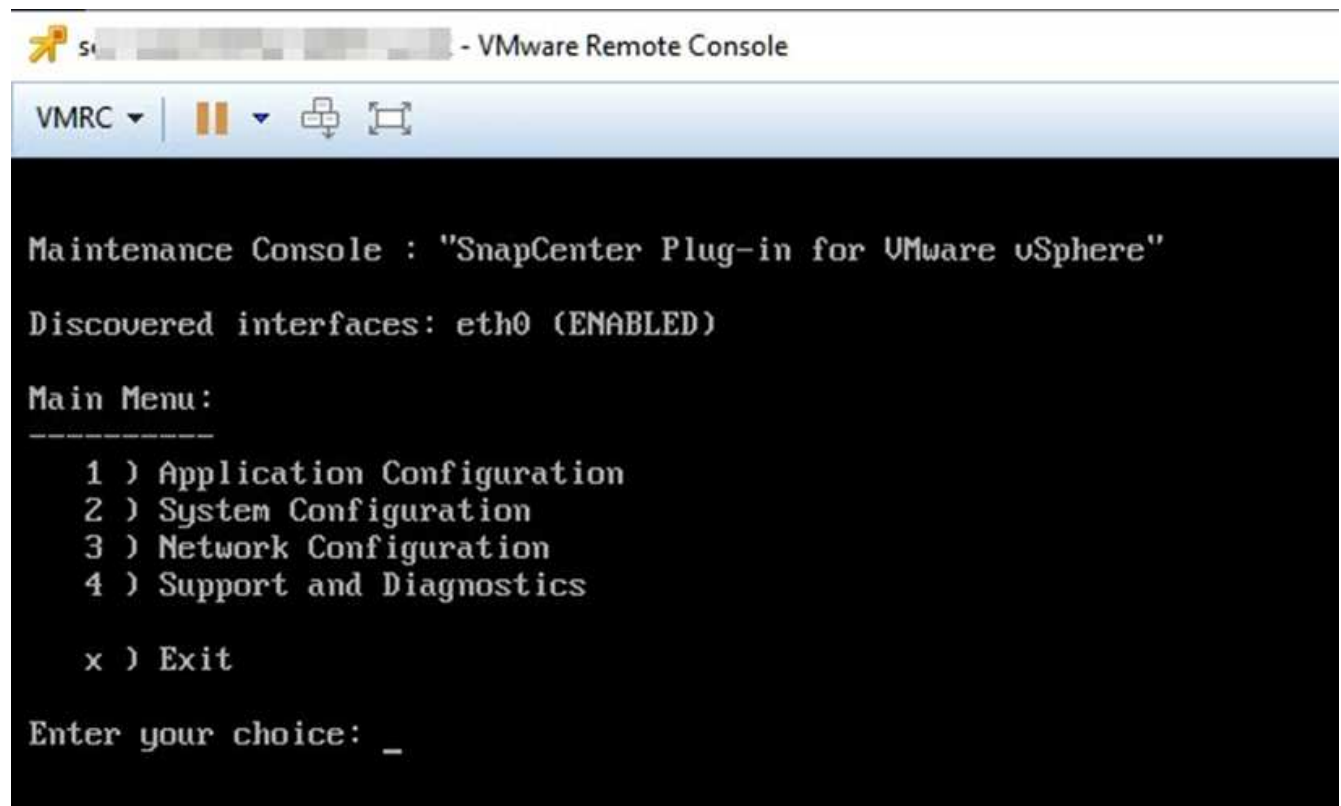 - VMware Remote Console
VMRC
Maintenance Console : "SnapCenter Plug-in for VMware vSphere"
Discovered interfaces: eth0 (ENABLED)
Main Menu:
----------
1 ) Application Configuration
2 ) System Configuration
3 ) Network Configuration
4 ) Support and Diagnostics
x ) Exit
Enter your choice: _